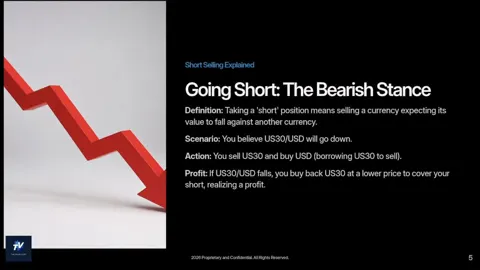 Short Selling Explained
Going Short: The Bearish Stance
Definition: Taking a 'short' position means selling a currency expecting its
value to fall against another currency.
Scenario: You believe US30/USD will go down.
Action: You sell US30 and buy USD (borrowing US30 to sell).
Profit: If US30/USD falls, you buy back US30 at a lower price to cover your
short, realizing a profit.
TV
2026 Proprietary and Confidential. All Rights Reserved.
5